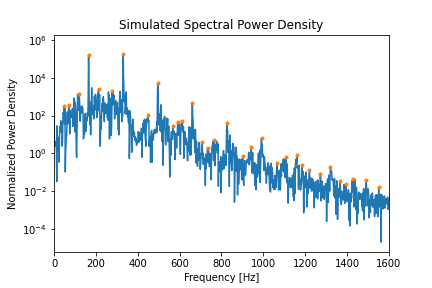 Simulated Spectral Power Density
Normalized Power Density
10^6
10^4
10^2
10^0
10^−2
10^−4
0 200 400 600 800 1000 1200 1400 1600
Frequency [Hz]